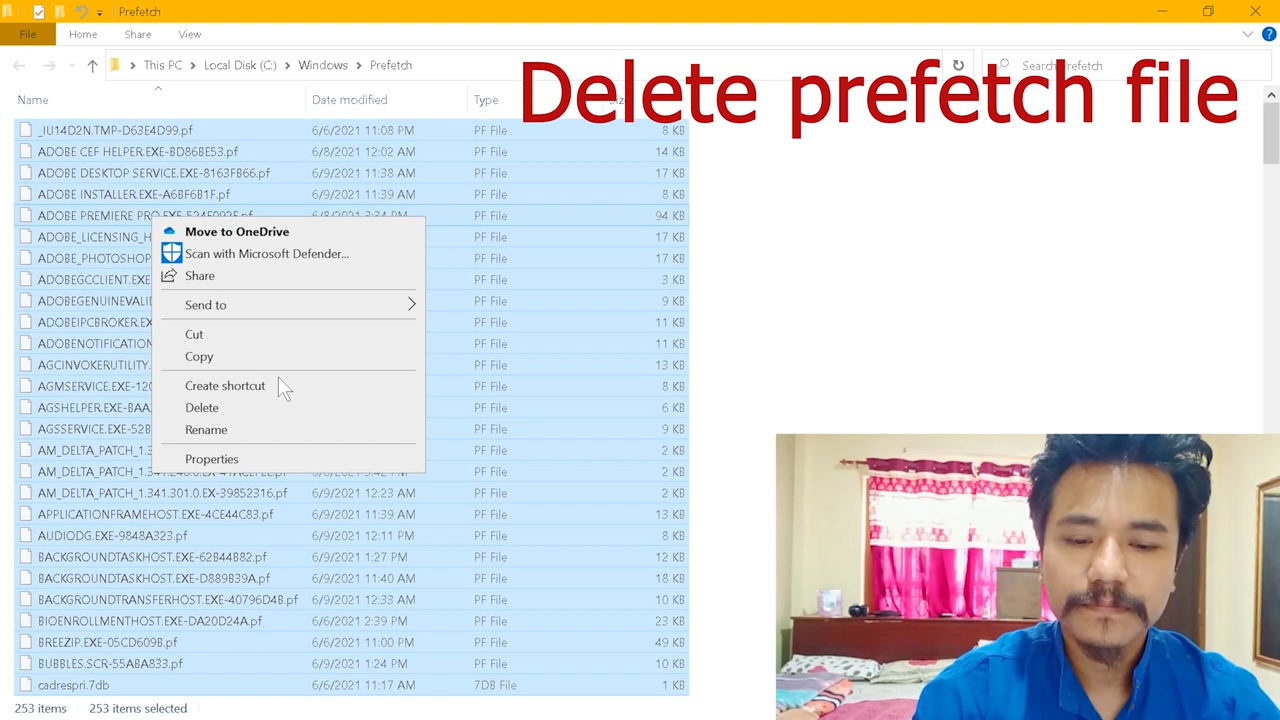 Prefetch
File Home Share View
This PC Local Disk (C:) Windows Prefetch
Search Prefetch
Delete prefetch file
Name Date modified Type
_IU14D2N.TMP-D63E4D99.pf 6/6/2021 11:08 PM PF File 8 KB
ADOBE CEF HELPER.EXE-BD86BE53.pf 6/8/2021 12:02 AM PF File 14 KB
ADOBE DESKTOP SERVICE.EXE-8163FB66.pf 6/9/2021 11:38 AM PF File 17 KB
ADOBE INSTALLER.EXE-A6BF6B1F.pf 6/9/2021 11:39 AM PF File 8 KB
ADOBE PREMIERE PRO.EXE-524F092F.pf 6/8/2021 3:34 PM PF File 94 KB
ADOBE_LICENSING_H PF File 17 KB
ADOBE_PHOTOSHOP PF File 17 KB
ADOBEGCCLIENT.EXE PF File 3 KB
ADOBEGENUINEVALID PF File 9 KB
ADOBEIPCBROKER.EX PF File 11 KB
ADOBENOTIFICATION PF File 11 KB
AGCINVOKERUTILITY. PF File 13 KB
AGMSERVICE.EXE-120 PF File 8 KB
AGSHELPER.EXE-BAA PF File 6 KB
AGSSERVICE.EXE-52B PF File 9 KB
AM_DELTA_PATCH_1. PF File 2 KB
AM_DELTA_PATCH_1. PF File 2 KB
AM_DELTA_PATCH_1.341.301.0.EX-39852316.pf 6/9/2021 12:23 AM PF File 2 KB
APPLICATIONFRAMEHOST.EXE-4CE44C83.pf 6/9/2021 11:39 AM PF File 13 KB
AUDIODG.EXE-9848A323.pf 6/9/2021 12:11 PM PF File 8 KB
BACKGROUNDTASKHOST.EXE-62B44B82.pf 6/9/2021 1:27 PM PF File 12 KB
BACKGROUNDTASKHOST.EXE-D889B39A.pf 6/9/2021 11:40 AM PF File 18 KB
BACKGROUNDTRANSFERHOST.EXE-40796D4B.pf 6/9/2021 12:33 AM PF File 10 KB
BIOENROLLMENTHOST.EXE-DA20D24A.pf 6/6/2021 2:39 PM PF File 23 KB
BREEZIP.EXE-05CD609B.pf 6/6/2021 11:00 PM PF File 49 KB
BUBBLES.SCR-55ABA833.pf 6/9/2021 1:24 PM PF File 10 KB
cadrespri.7db 6/6/2021 11:17 AM 7DB File 1 KB
Move to OneDrive
Scan with Microsoft Defender...
Share
Send to
Cut
Copy
Create shortcut
Delete
Rename
Properties
253 items 253 items selected